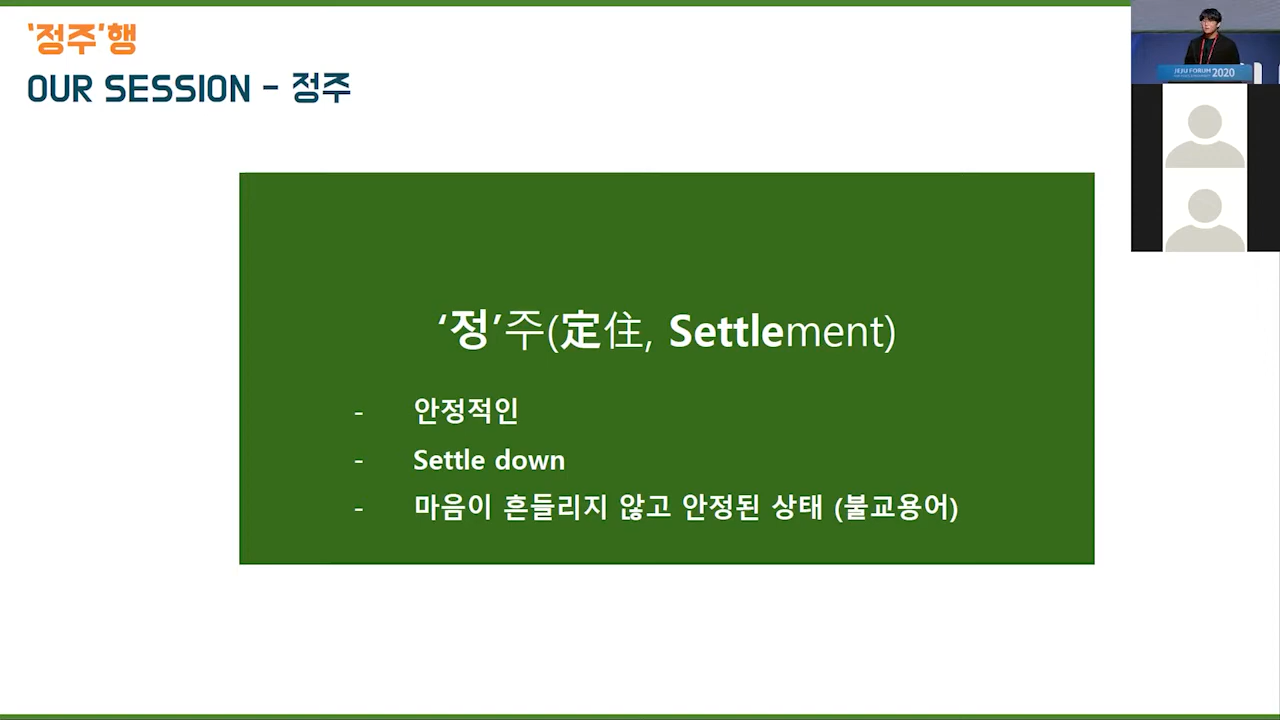 ‘정주’행
OUR SESSION - 정주
JEJU FORUM 2020
‘정’주(定住, Settlement)
- 안정적인
- Settle down
- 마음이 흔들리지 않고 안정된 상태 (불교용어)